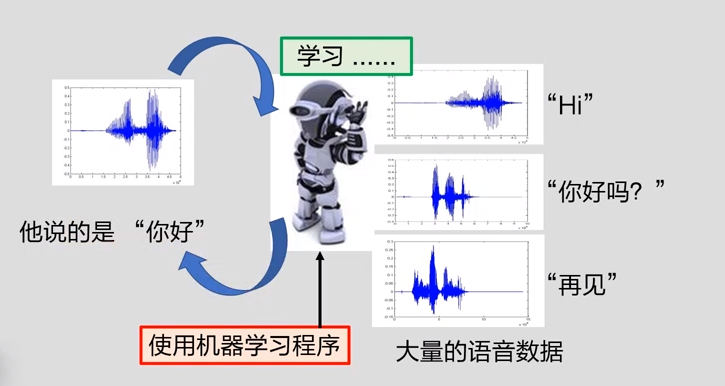 学习 ……
“Hi”
“你好吗？”
他说的是 “你好”
“再见”
使用机器学习程序
大量的语音数据